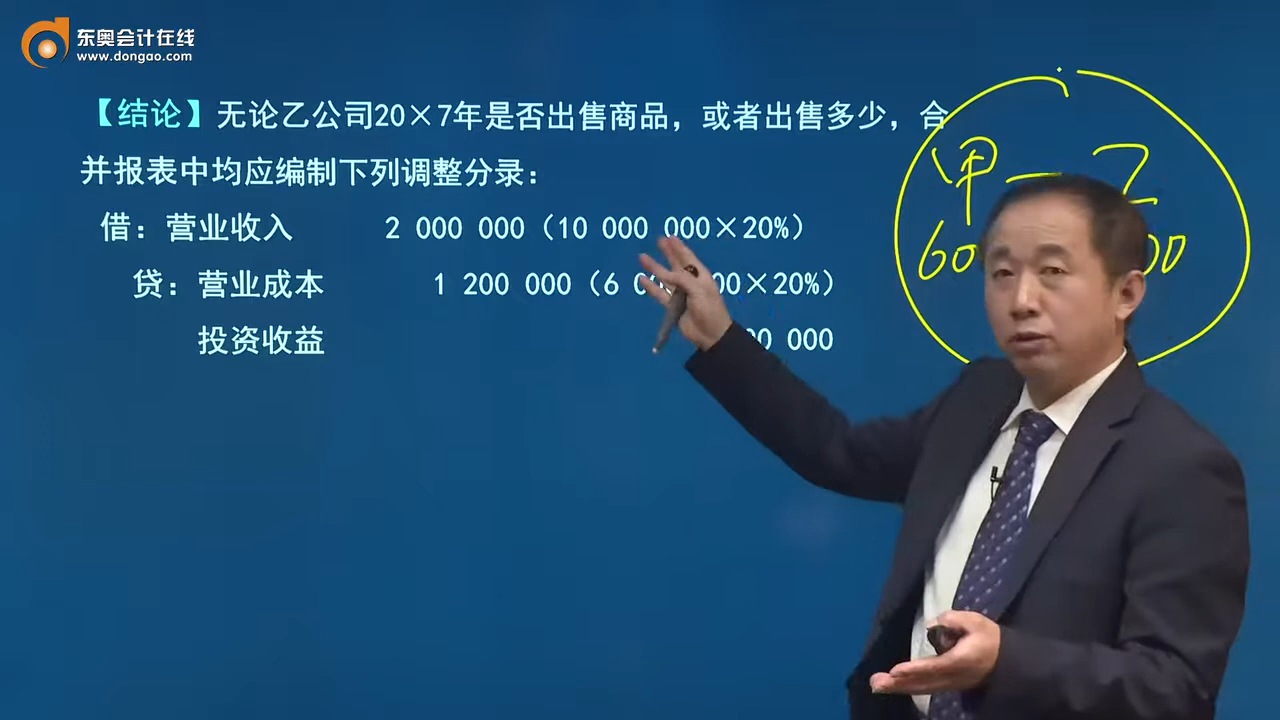 东奥会计在线
www.dongao.com
【结论】无论乙公司20×7年是否出售商品，或者出售多少，合
并报表中均应编制下列调整分录：
借：营业收入 2 000 000（10 000 000×20%）
贷：营业成本 1 200 000（6 0 00×20%）
投资收益 00 000
甲 — 乙
60 00